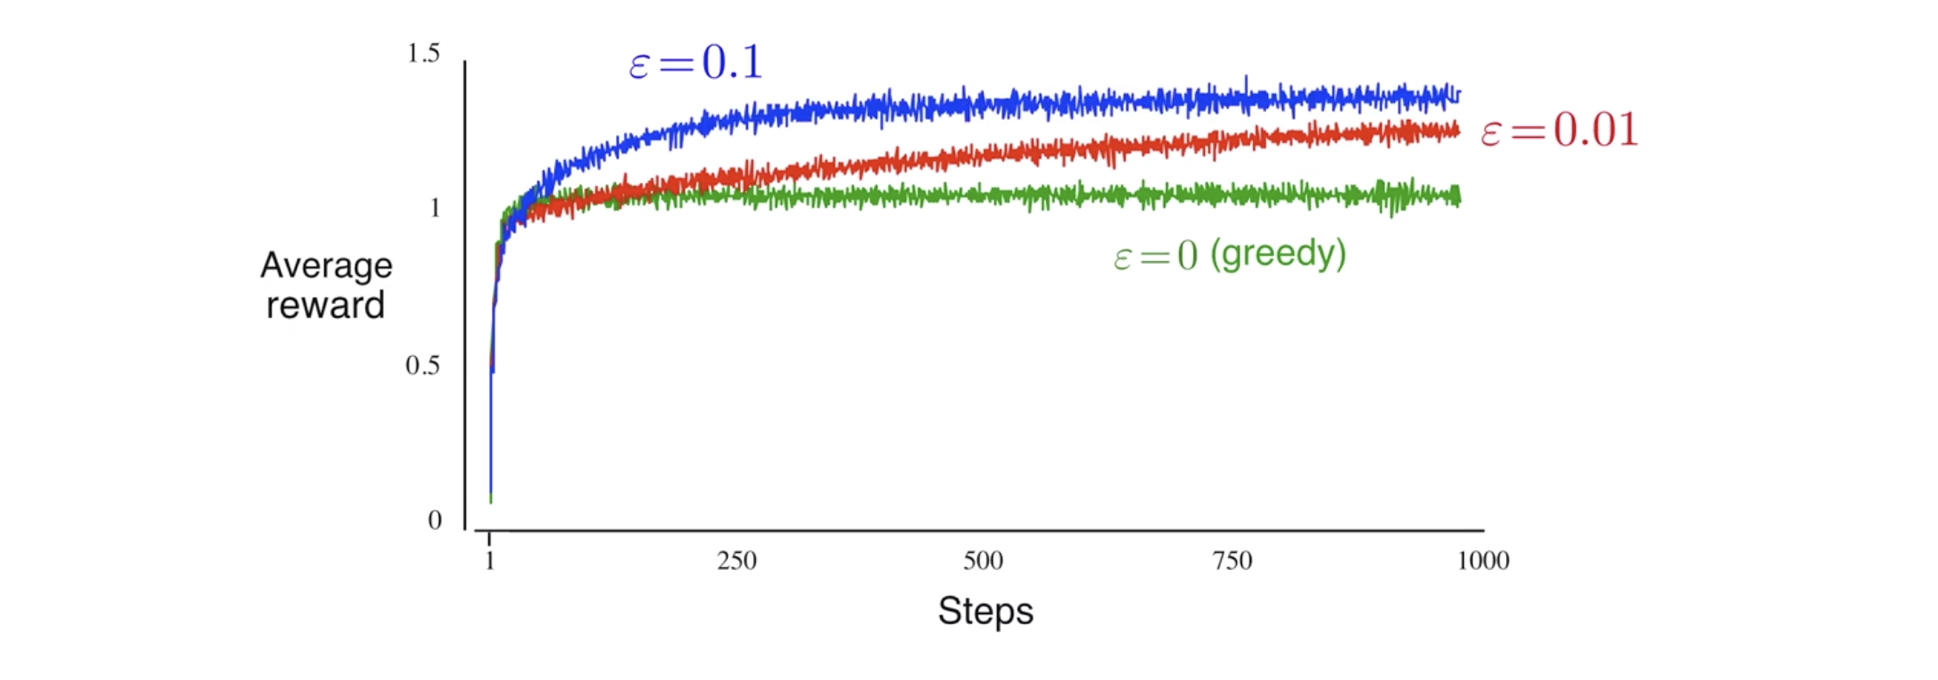 1.5
ε=0.1
ε=0.01
1
Average
reward
ε=0 (greedy)
0.5
0
1 250 500 750 1000
Steps